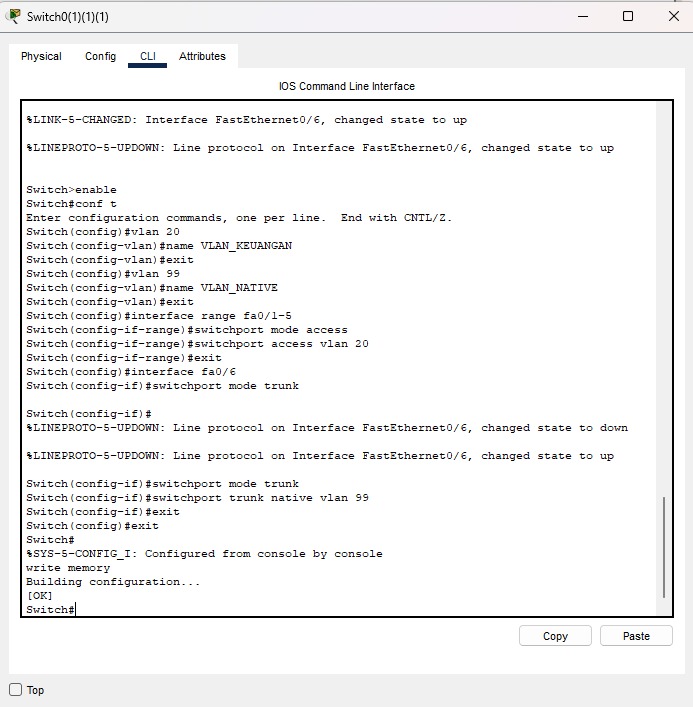 Switch0(1)(1)(1)
Physical Config CLI Attributes
IOS Command Line Interface
%LINK-5-CHANGED: Interface FastEthernet0/6, changed state to up
%LINEPROTO-5-UPDOWN: Line protocol on Interface FastEthernet0/6, changed state to up
Switch>enable
Switch#conf t
Enter configuration commands, one per line.  End with CNTL/Z.
Switch(config)#vlan 20
Switch(config-vlan)#name VLAN_KEUANGAN
Switch(config-vlan)#exit
Switch(config)#vlan 99
Switch(config-vlan)#name VLAN_NATIVE
Switch(config-vlan)#exit
Switch(config)#interface range fa0/1-5
Switch(config-if-range)#switchport mode access
Switch(config-if-range)#switchport access vlan 20
Switch(config-if-range)#exit
Switch(config)#interface fa0/6
Switch(config-if)#switchport mode trunk
Switch(config-if)#
%LINEPROTO-5-UPDOWN: Line protocol on Interface FastEthernet0/6, changed state to down
%LINEPROTO-5-UPDOWN: Line protocol on Interface FastEthernet0/6, changed state to up
Switch(config-if)#switchport mode trunk
Switch(config-if)#switchport trunk native vlan 99
Switch(config-if)#exit
Switch(config)#exit
Switch#
%SYS-5-CONFIG_I: Configured from console by console
write memory
Building configuration...
[OK]
Switch#
Copy Paste
Top